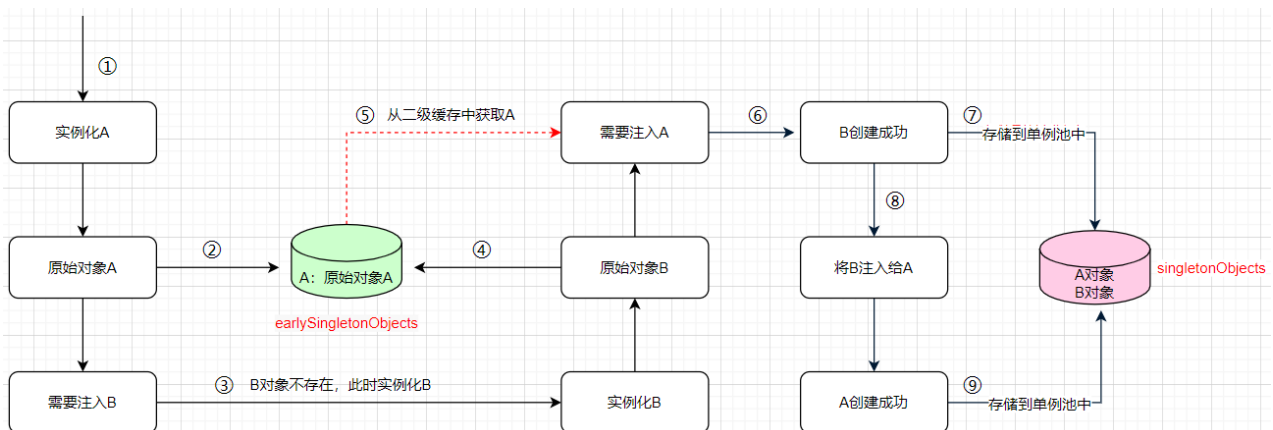 ①
⑤ 从二级缓存中获取A
实例化A
需要注入A
⑥
B创建成功
⑦
存储到单例池中
⑧
原始对象A
②
A：原始对象A
④
原始对象B
将B注入给A
A对象
B对象
singletonObjects
earlySingletonObjects
需要注入B
③ B对象不存在，此时实例化B
实例化B
A创建成功
⑨
存储到单例池中